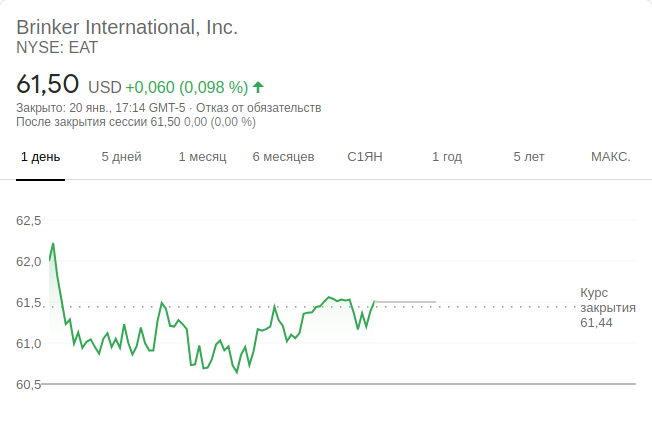 Brinker International, Inc.
NYSE: EAT
61,50 USD +0,060 (0,098 %)
Закрыто: 20 янв., 17:14 GMT-5 · Отказ от обязательств
После закрытия сессии 61,50 0,00 (0,00 %)
1 день 5 дней 1 месяц 6 месяцев С1ЯН 1 год 5 лет МАКС.
62,5
62,0
61,5
61,0
60,5
Курс
закрытия
61,44